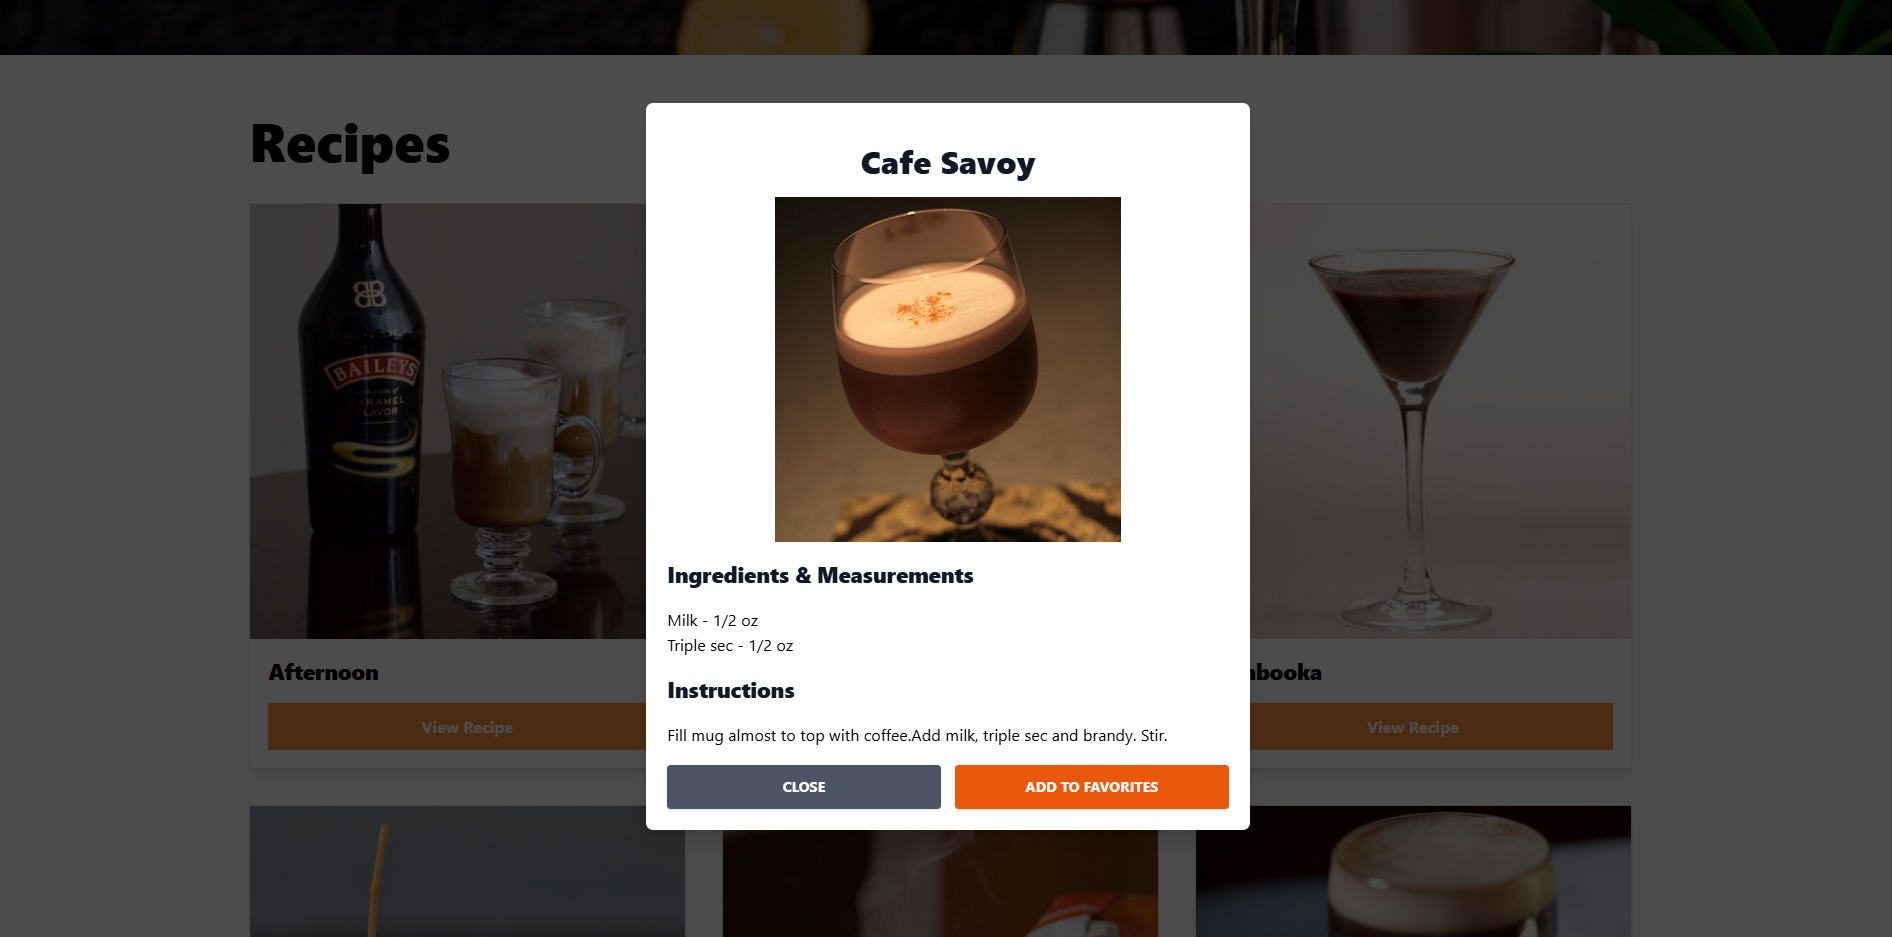 Recipes
BAILEYS
CARAMEL
FLAVOR
Afternoon
View Recipe
Cafe Savoy
Ingredients & Measurements
Milk - 1/2 oz
Triple sec - 1/2 oz
Instructions
Fill mug almost to top with coffee.Add milk, triple sec and brandy. Stir.
CLOSE
ADD TO FAVORITES
View Recipe